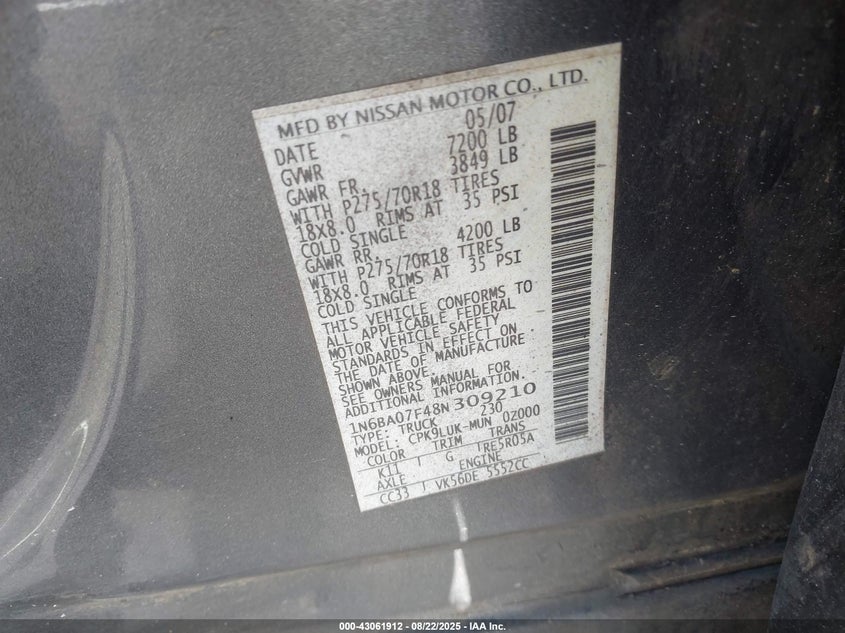 MFD BY NISSAN MOTOR CO., LTD.
DATE 05/07
GVWR 7200 LB
GAWR FR. 3849 LB
WITH P275/70R18 TIRES
18X8.0 RIMS AT 35 PSI
COLD SINGLE
GAWR RR. 4200 LB
WITH P275/70R18 TIRES
18X8.0 RIMS AT 35 PSI
COLD SINGLE
THIS VEHICLE CONFORMS TO
ALL APPLICABLE FEDERAL
MOTOR VEHICLE SAFETY
STANDARDS IN EFFECT ON
THE DATE OF MANUFACTURE
SHOWN ABOVE.
SEE OWNERS MANUAL FOR
ADDITIONAL INFORMATION.
1N6BA07F48N309210
TYPE: TRUCK 230
MODEL: CPK9LUK-MUN 02000
COLOR TRIM TRANS
K11 G RE5R05A
AXLE ENGINE
CC33 VK56DE 5552CC
000-43061912 - 08/22/2025 - IAA Inc.